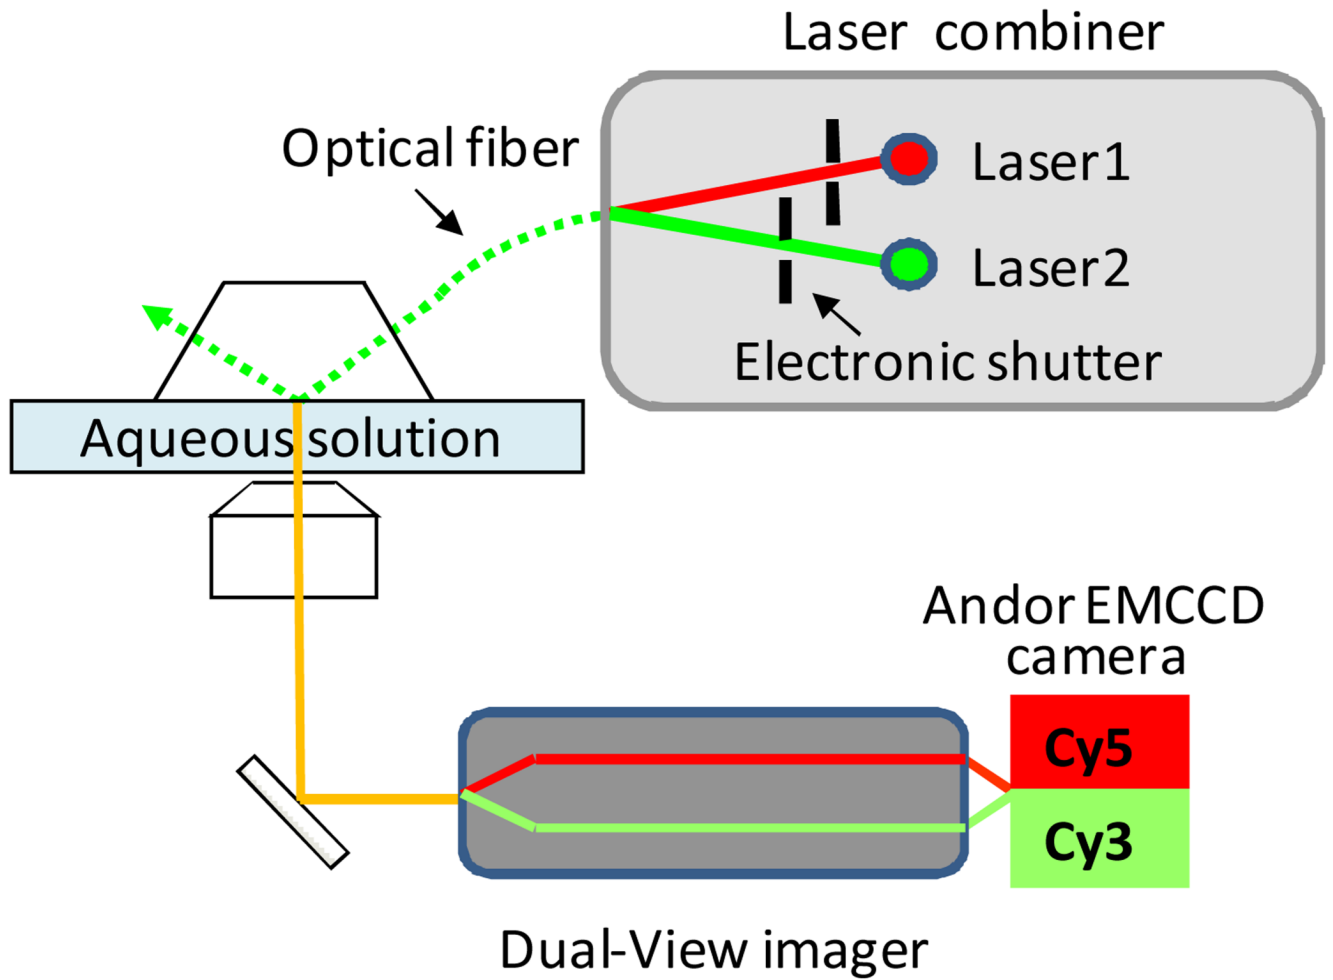 Laser combiner
Optical fiber
Laser1
Laser2
Electronic shutter
Aqueous solution
Andor EMCCD
camera
Cy5
Cy3
Dual-View imager